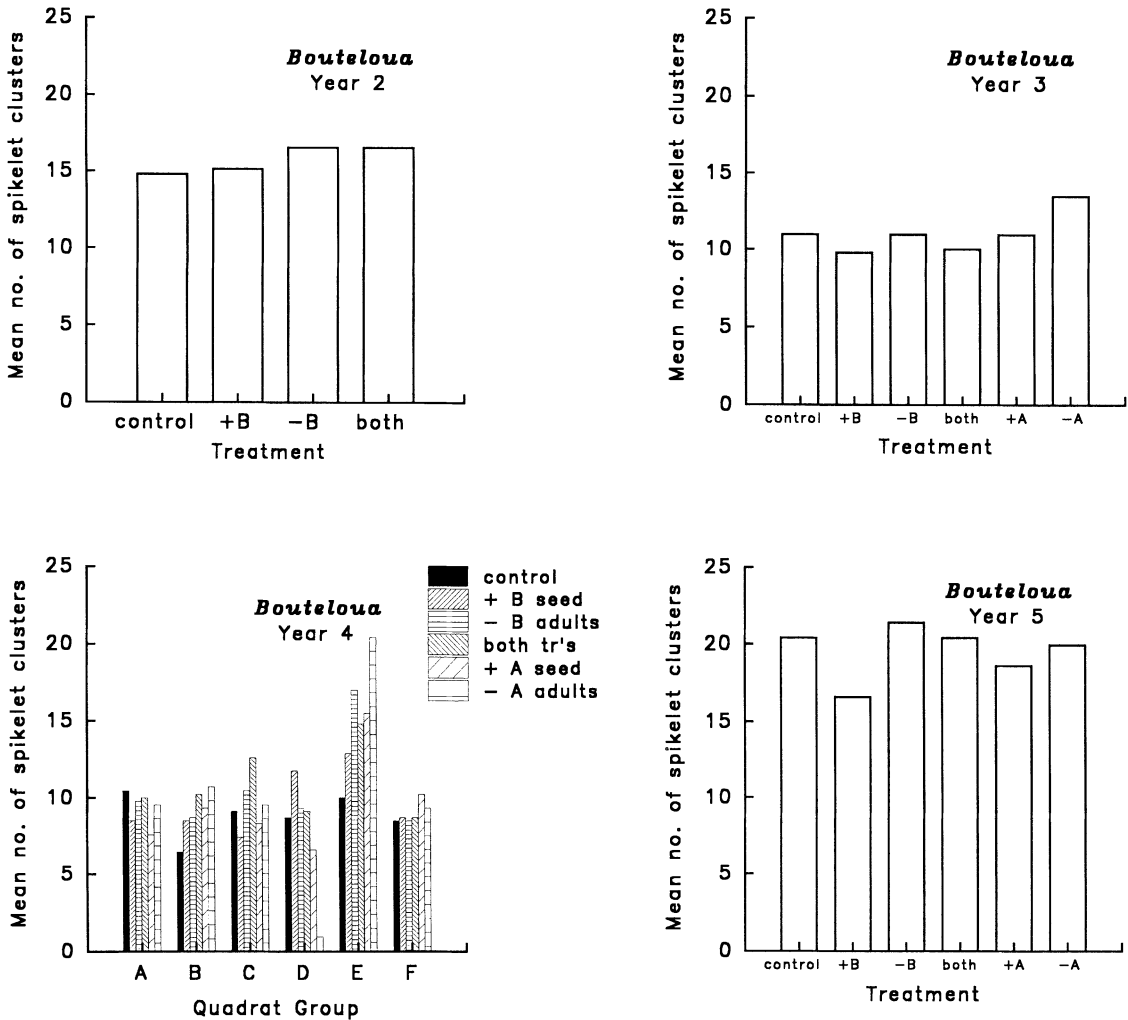 Mean no. of spikelet clusters
25
20
15
10
5
0
Bouteloua
Year 2
control +B −B both
Treatment
Mean no. of spikelet clusters
25
20
15
10
5
0
Bouteloua
Year 3
control +B −B both +A −A
Treatment
Mean no. of spikelet clusters
25
20
15
10
5
0
Bouteloua
Year 4
control
+ B seed
− B adults
both tr's
+ A seed
− A adults
A B C D E F
Quadrat Group
Mean no. of spikelet clusters
25
20
15
10
5
0
Bouteloua
Year 5
control +B −B both +A −A
Treatment